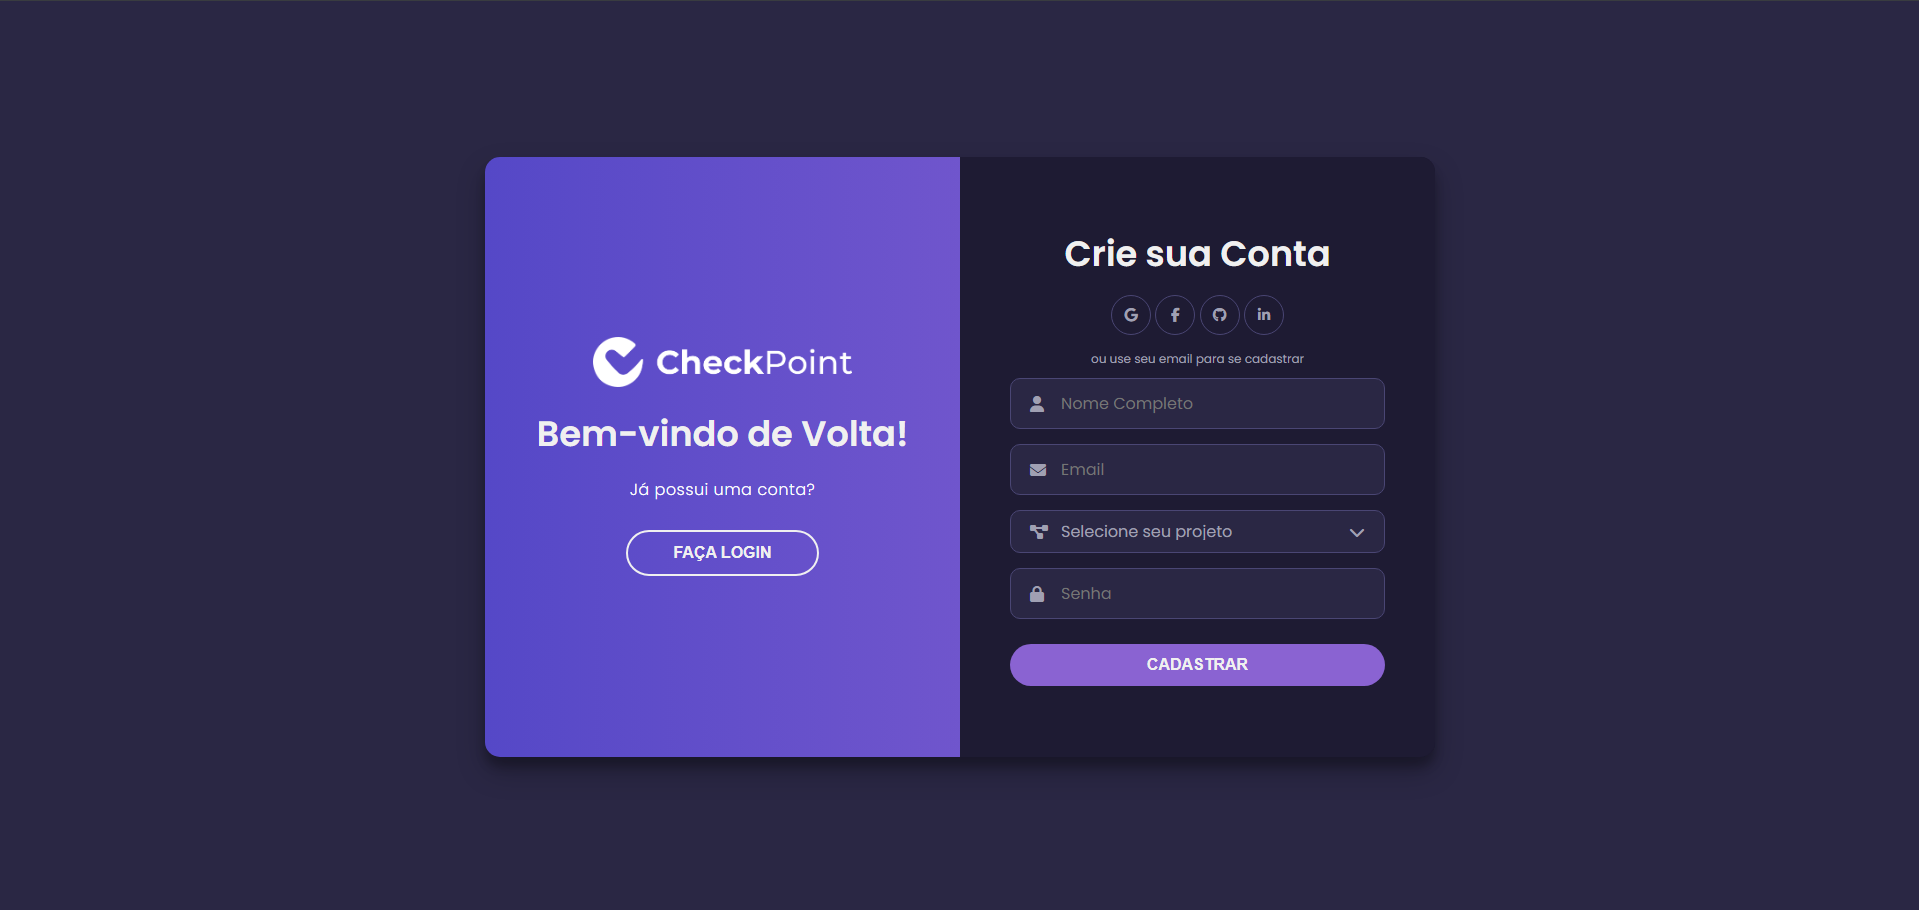 CheckPoint
Bem-vindo de Volta!
Já possui uma conta?
FAÇA LOGIN
Crie sua Conta
ou use seu email para se cadastrar
Nome Completo
Email
Selecione seu projeto
Senha
CADASTRAR